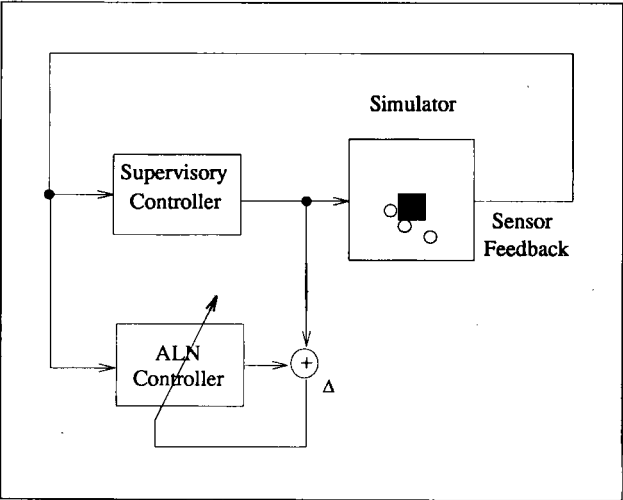 Simulator
Supervisory
Controller
Sensor
Feedback
ALN
Controller
+
Δ